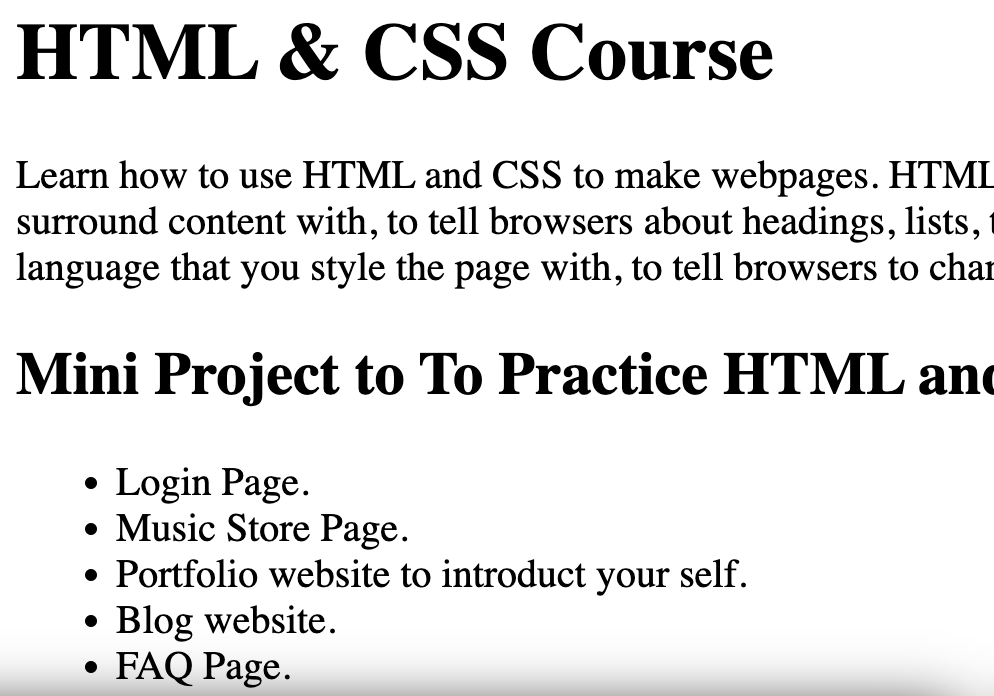 HTML & CSS Course
Learn how to use HTML and CSS to make webpages. HTML
surround content with, to tell browsers about headings, lists,
language that you style the page with, to tell browsers to
Mini Project to To Practice HTML
Login Page.
Music Store Page.
Portfolio website to introduct your self.
Blog website.
FAQ Page.